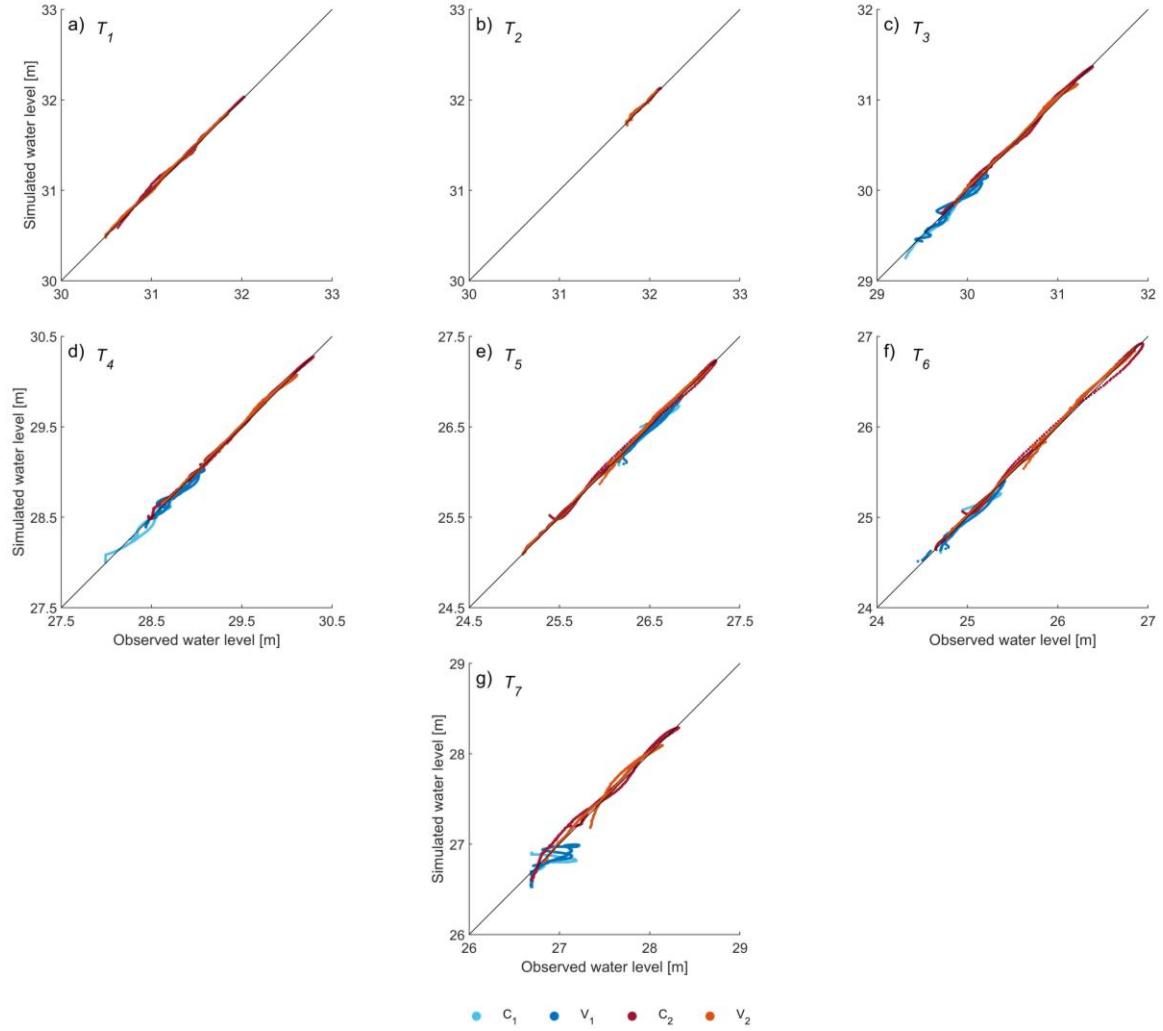 a) T1
33
32
31
30
30 31 32 33
Simulated water level [m]
b) T2
33
32
31
30
30 31 32 33
c) T3
32
31
30
29
29 30 31 32
d) T4
30.5
29.5
28.5
27.5
27.5 28.5 29.5 30.5
Simulated water level [m]
Observed water level [m]
e) T5
27.5
26.5
25.5
24.5
24.5 25.5 26.5 27.5
f) T6
27
26
25
24
24 25 26 27
Observed water level [m]
g) T7
29
28
27
26
26 27 28 29
Simulated water level [m]
Observed water level [m]
C1 V1 C2 V2